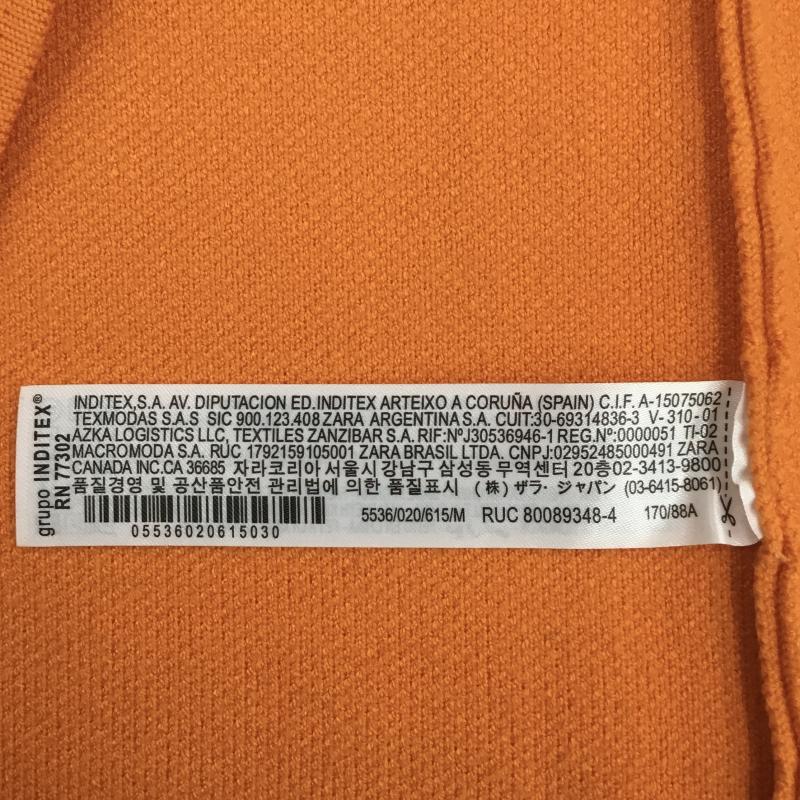 grupo INDITEX®
RN 77302
INDITEX,S.A. AV. DIPUTACION ED.INDITEX ARTEIXO A CORUÑA (SPAIN) C.I.F. A-15075062
TEXMODAS S.A.S SIC 900.123.408 ZARA ARGENTINA S.A. CUIT:30-69314836-3 V-310-01
AZKA LOGISTICS LLC, TEXTILES ZANZIBAR S.A. RIF:NºJ30536946-1 REG.Nº:0000051 TI-02
MACROMODA S.A. RUC 1792159105001 ZARA BRASIL LTDA. CNPJ:02952485000491 ZARA
CANADA INC.CA 36685 자라코리아 서울시 강남구 삼성동 무역센터 20층02-3413-9800
품질경영 및 공산품안전 관리법에 의한 품질표시 (株) ザラ・ジャパン (03-6415-8061)
05536020615030
5536/020/615/M RUC 80089348-4 170/88A